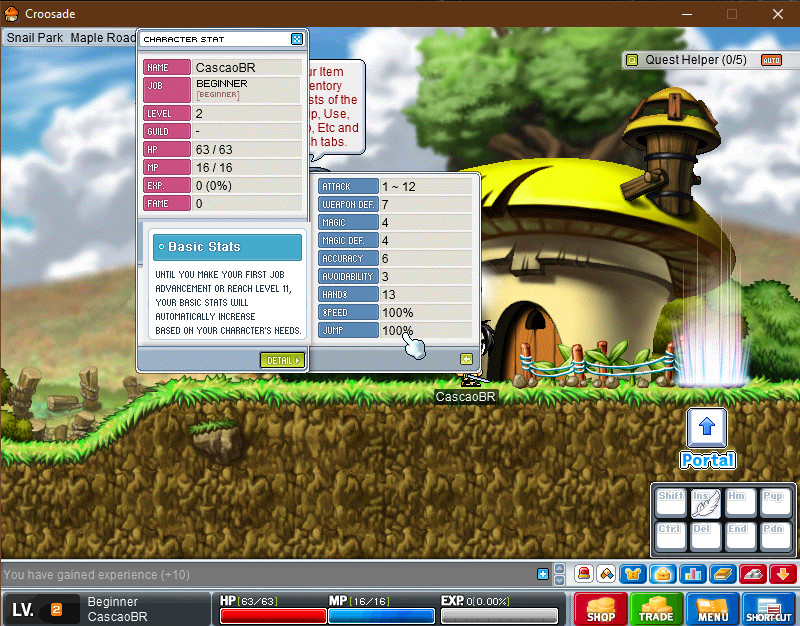 Croosade
Snail Park Maple Road
CHARACTER STAT
NAME CascaoBR
JOB BEGINNER
[BEGINNER]
LEVEL 2
GUILD -
HP 63 / 63
MP 16 / 16
EXP. 0 (0%)
FAME 0
Basic Stats
UNTIL YOU MAKE YOUR FIRST JOB
ADVANCEMENT OR REACH LEVEL 11,
YOUR BASIC STATS WILL
AUTOMATICALLY INCREASE
BASED ON YOUR CHARACTER'S NEEDS.
DETAIL
ur Item
entory
sts of the
p, Use,
, Etc and
h tabs.
ATTACK 1 ~ 12
WEAPON DEF. 7
MAGIC 4
MAGIC DEF. 4
ACCURACY 6
AVOIDABILITY 3
HANDS 13
SPEED 100%
JUMP 100%
Quest Helper (0/5) AUTO
CascaoBR
Portal
Shift Ins Hm Pup
Ctrl Del End Pdn
You have gained experience (+10)
LV. 2 Beginner
CascaoBR
HP[63/63] MP[16/16] EXP. 0[0.00%]
SHOP TRADE MENU SHORT-CUT